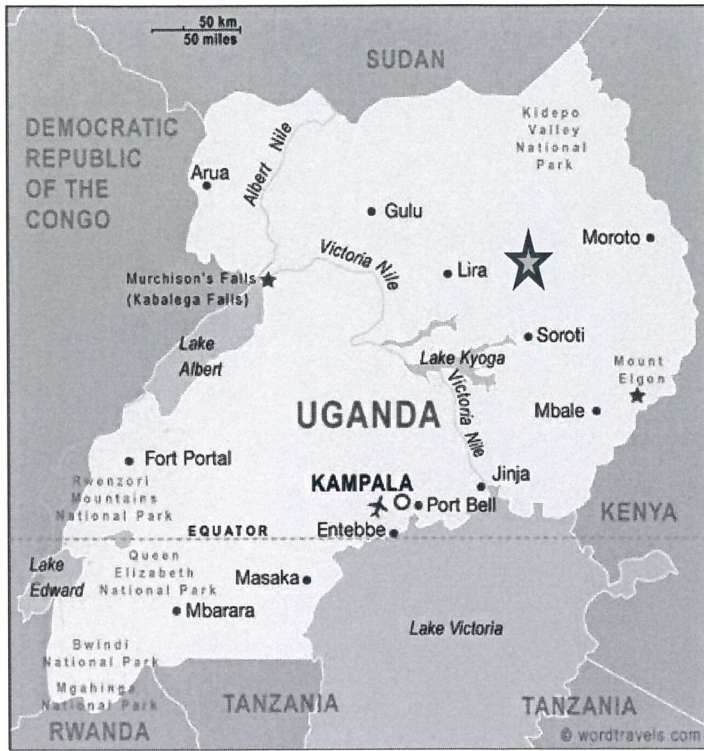 50 km
50 miles
SUDAN
DEMOCRATIC
REPUBLIC
OF THE
CONGO
Kidepo
Valley
National
Park
Albert Nile
Arua
Gulu
Moroto
Victoria Nile
Lira
Murchison's Falls
(Kabalega Falls)
Soroti
Lake
Albert
Lake Kyoga
Mount
Elgon
Victoria Nile
UGANDA
Mbale
Fort Portal
Jinja
Rwenzori
Mountains
National Park
KAMPALA
Port Bell
KENYA
EQUATOR
Entebbe
Lake
Edward
Queen
Elizabeth
National Park
Masaka
Mbarara
Lake Victoria
Bwindi
National Park
Mgahinga
National Park
TANZANIA
TANZANIA
RWANDA
© wordtravels.com